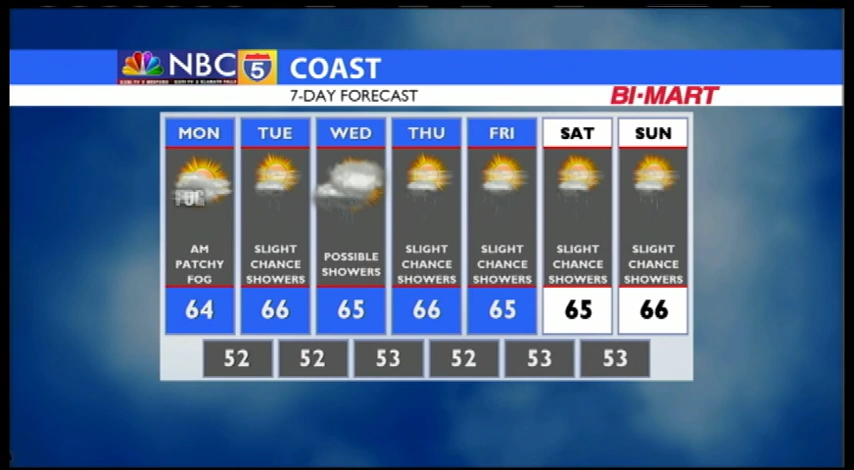 NBC 5 COAST
7-DAY FORECAST BI-MART
MON TUE WED THU FRI SAT SUN
FOG
AM PATCHY FOG
SLIGHT CHANCE SHOWERS
POSSIBLE SHOWERS
SLIGHT CHANCE SHOWERS
SLIGHT CHANCE SHOWERS
SLIGHT CHANCE SHOWERS
SLIGHT CHANCE SHOWERS
64 66 65 66 65 65 66
52 52 53 52 53 53